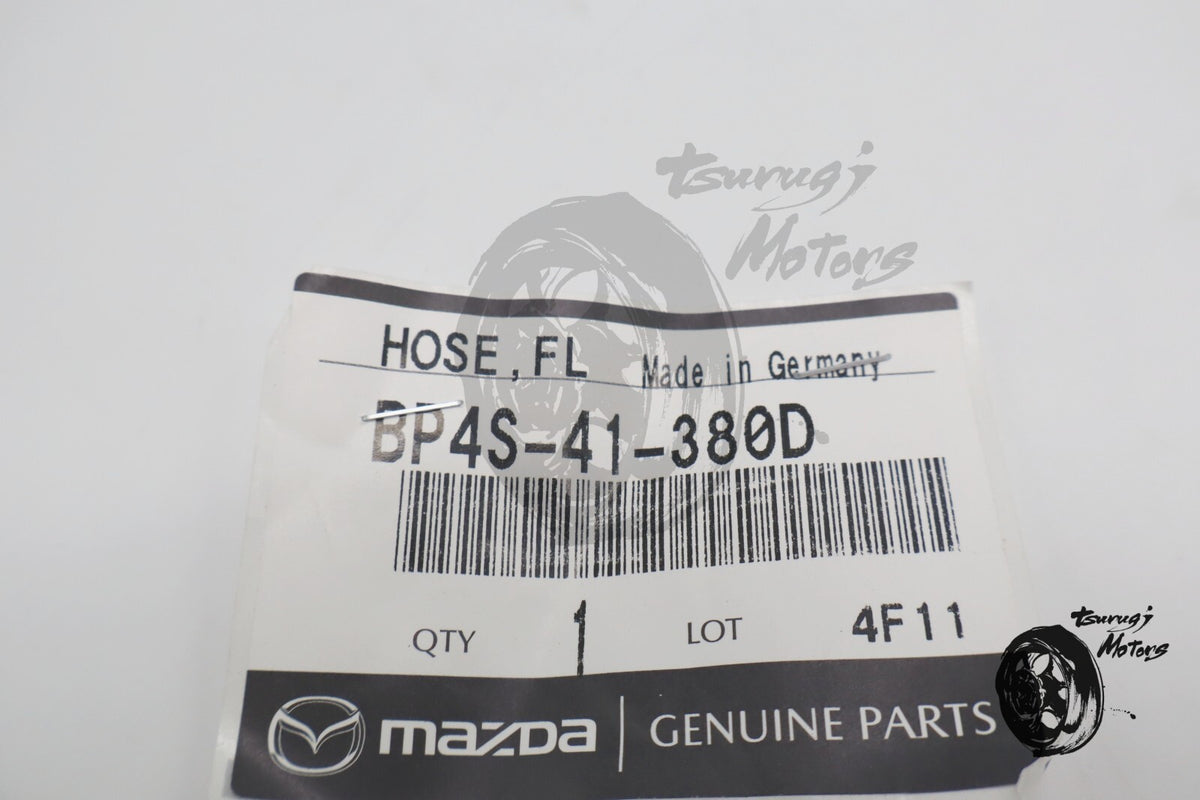 Tsurugi
Motors
HOSE,FL Made in Germany
BP4S-41-380D
QTY 1 LOT 4F11
mazda GENUINE PARTS
Tsurugi
Motors